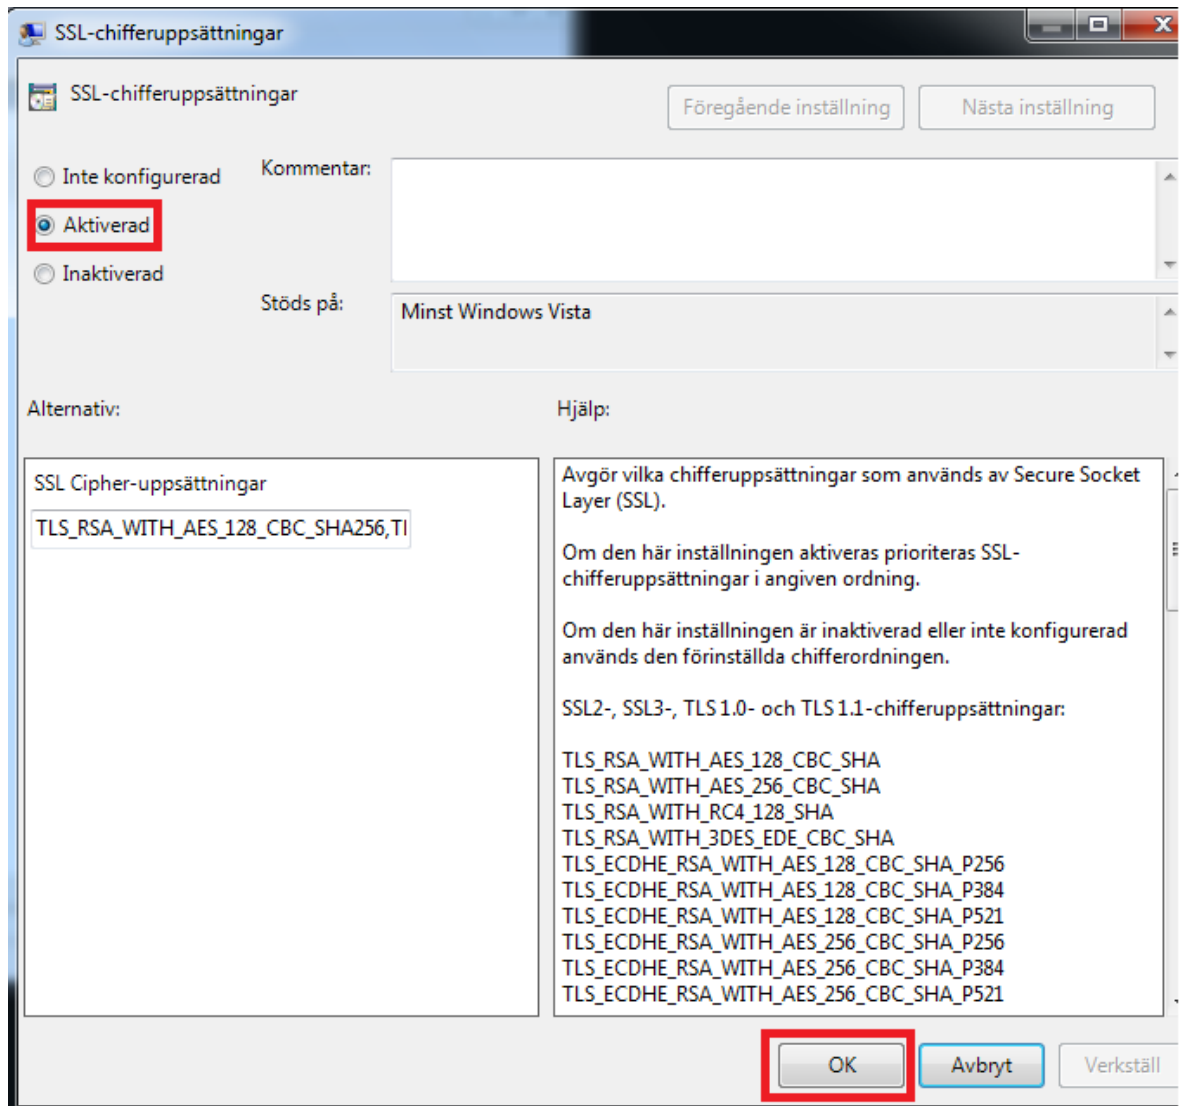 SSL-chifferuppsättningar
SSL-chifferuppsättningar
Föregående inställning
Nästa inställning
Inte konfigurerad
Kommentar:
Aktiverad
Inaktiverad
Stöds på:
Minst Windows Vista
Alternativ:
Hjälp:
SSL Cipher-uppsättningar
TLS_RSA_WITH_AES_128_CBC_SHA256,Tl
Avgör vilka chifferuppsättningar som används av Secure Socket
Layer (SSL).
Om den här inställningen aktiveras prioriteras SSL-
chifferuppsättningar i angiven ordning.
Om den här inställningen är inaktiverad eller inte konfigurerad
används den förinställda chifferordningen.
SSL2-, SSL3-, TLS 1.0- och TLS 1.1-chifferuppsättningar:
TLS_RSA_WITH_AES_128_CBC_SHA
TLS_RSA_WITH_AES_256_CBC_SHA
TLS_RSA_WITH_RC4_128_SHA
TLS_RSA_WITH_3DES_EDE_CBC_SHA
TLS_ECDHE_RSA_WITH_AES_128_CBC_SHA_P256
TLS_ECDHE_RSA_WITH_AES_128_CBC_SHA_P384
TLS_ECDHE_RSA_WITH_AES_128_CBC_SHA_P521
TLS_ECDHE_RSA_WITH_AES_256_CBC_SHA_P256
TLS_ECDHE_RSA_WITH_AES_256_CBC_SHA_P384
TLS_ECDHE_RSA_WITH_AES_256_CBC_SHA_P521
OK
Avbryt
Verkställ